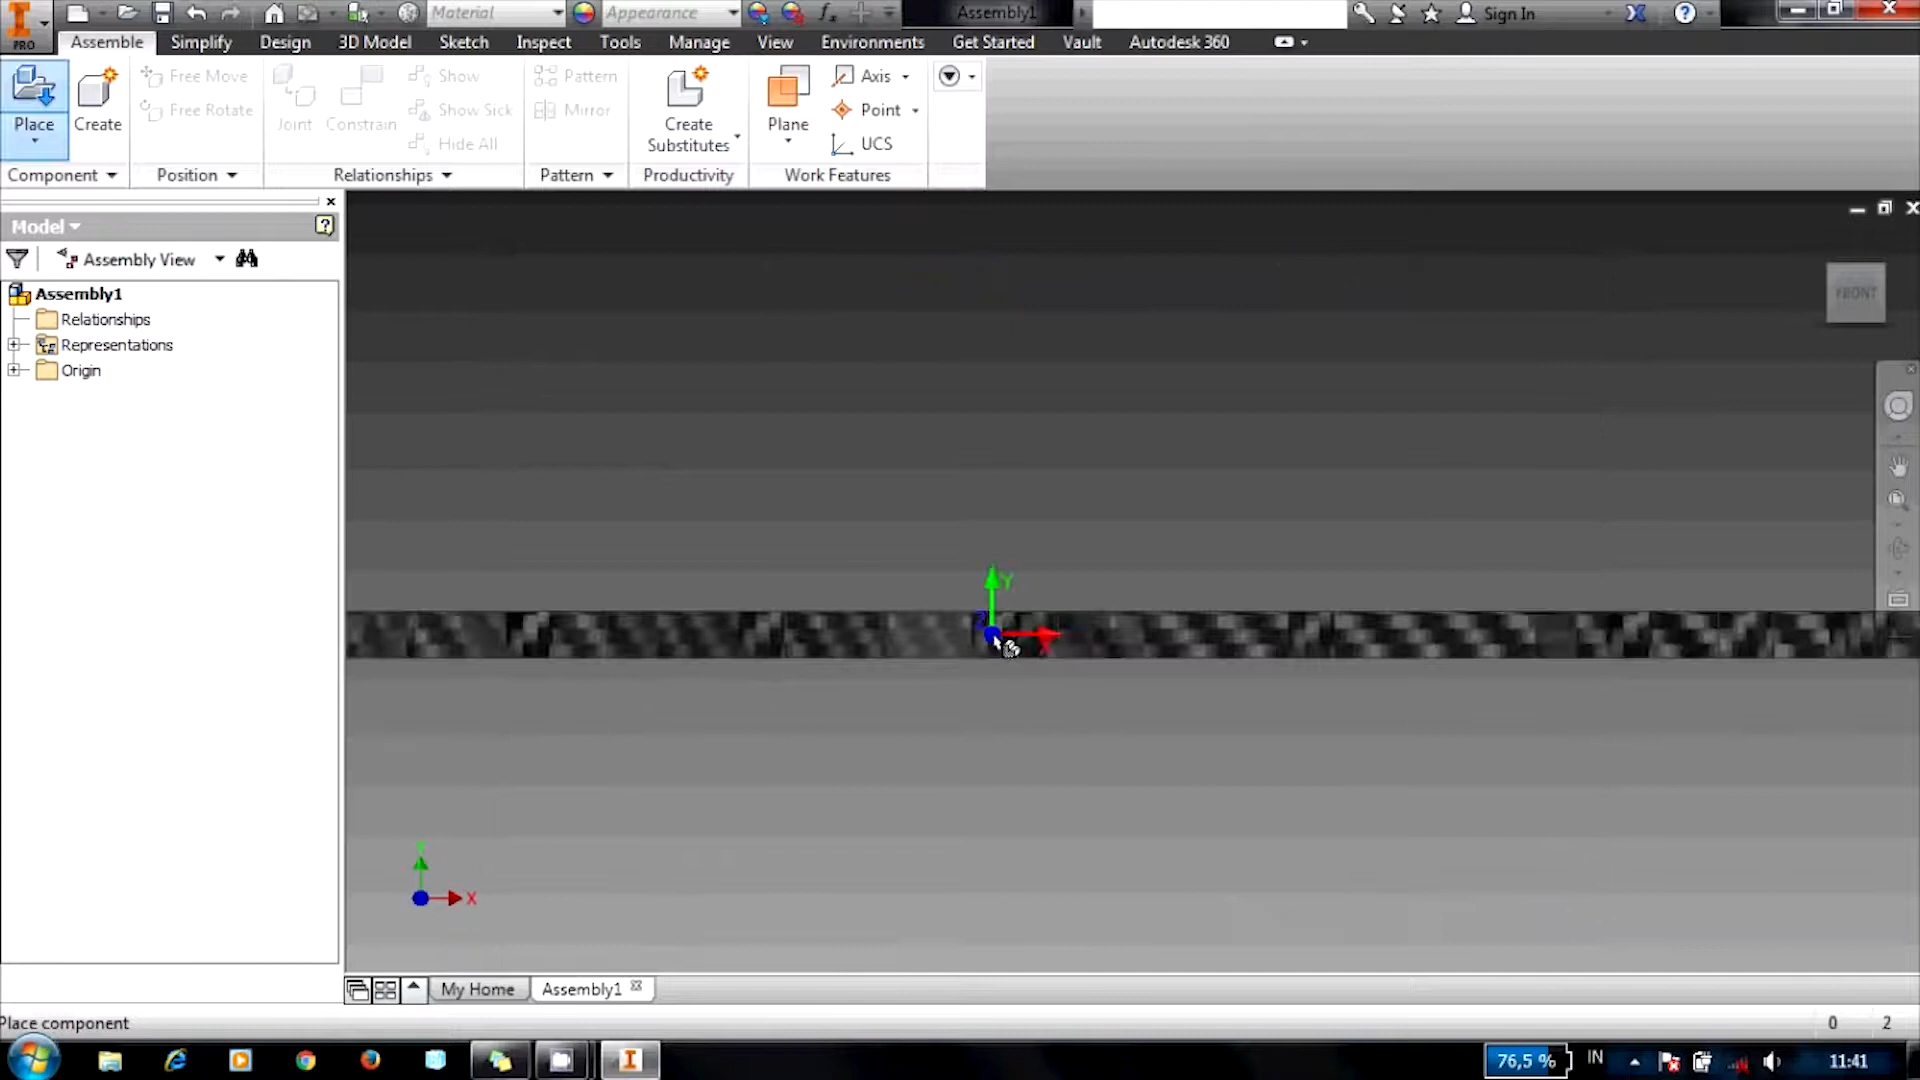 Material Appearance fx Assembly1 Sign In ?
PRO Assemble Simplify Design 3D Model Sketch Inspect Tools Manage View Environments Get Started Vault Autodesk 360
Free Move Show Pattern Axis
Free Rotate Show Sick Mirror Point
Place Create Joint Constrain Create Plane
Hide All Substitutes UCS
Component Position Relationships Pattern Productivity Work Features
Model ?
Assembly View
Assembly1
Relationships
Representations
Origin
FRONT
Y
Z
X
Y
X
My Home Assembly1
Place component 0 2
76,5 % IN 11:41